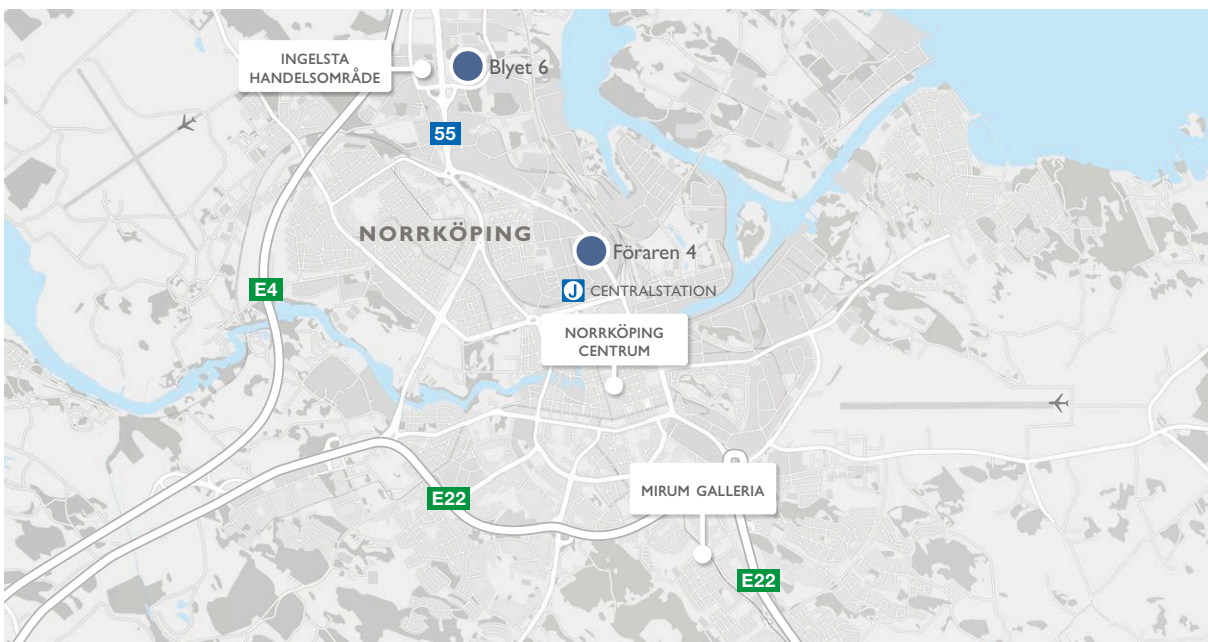 INGELSTA
HANDELSOMRÅDE
Blyet 6
55
NORRKÖPING
Föraren 4
E4
J CENTRALSTATION
NORRKÖPING
CENTRUM
MIRUM GALLERIA
E22
E22